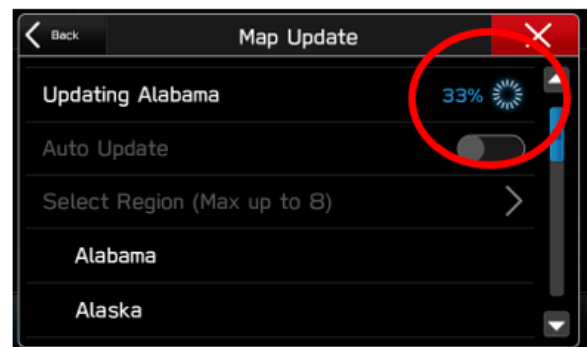 Back Map Update
Updating Alabama 33%
Auto Update
Select Region (Max up to 8)
Alabama
Alaska